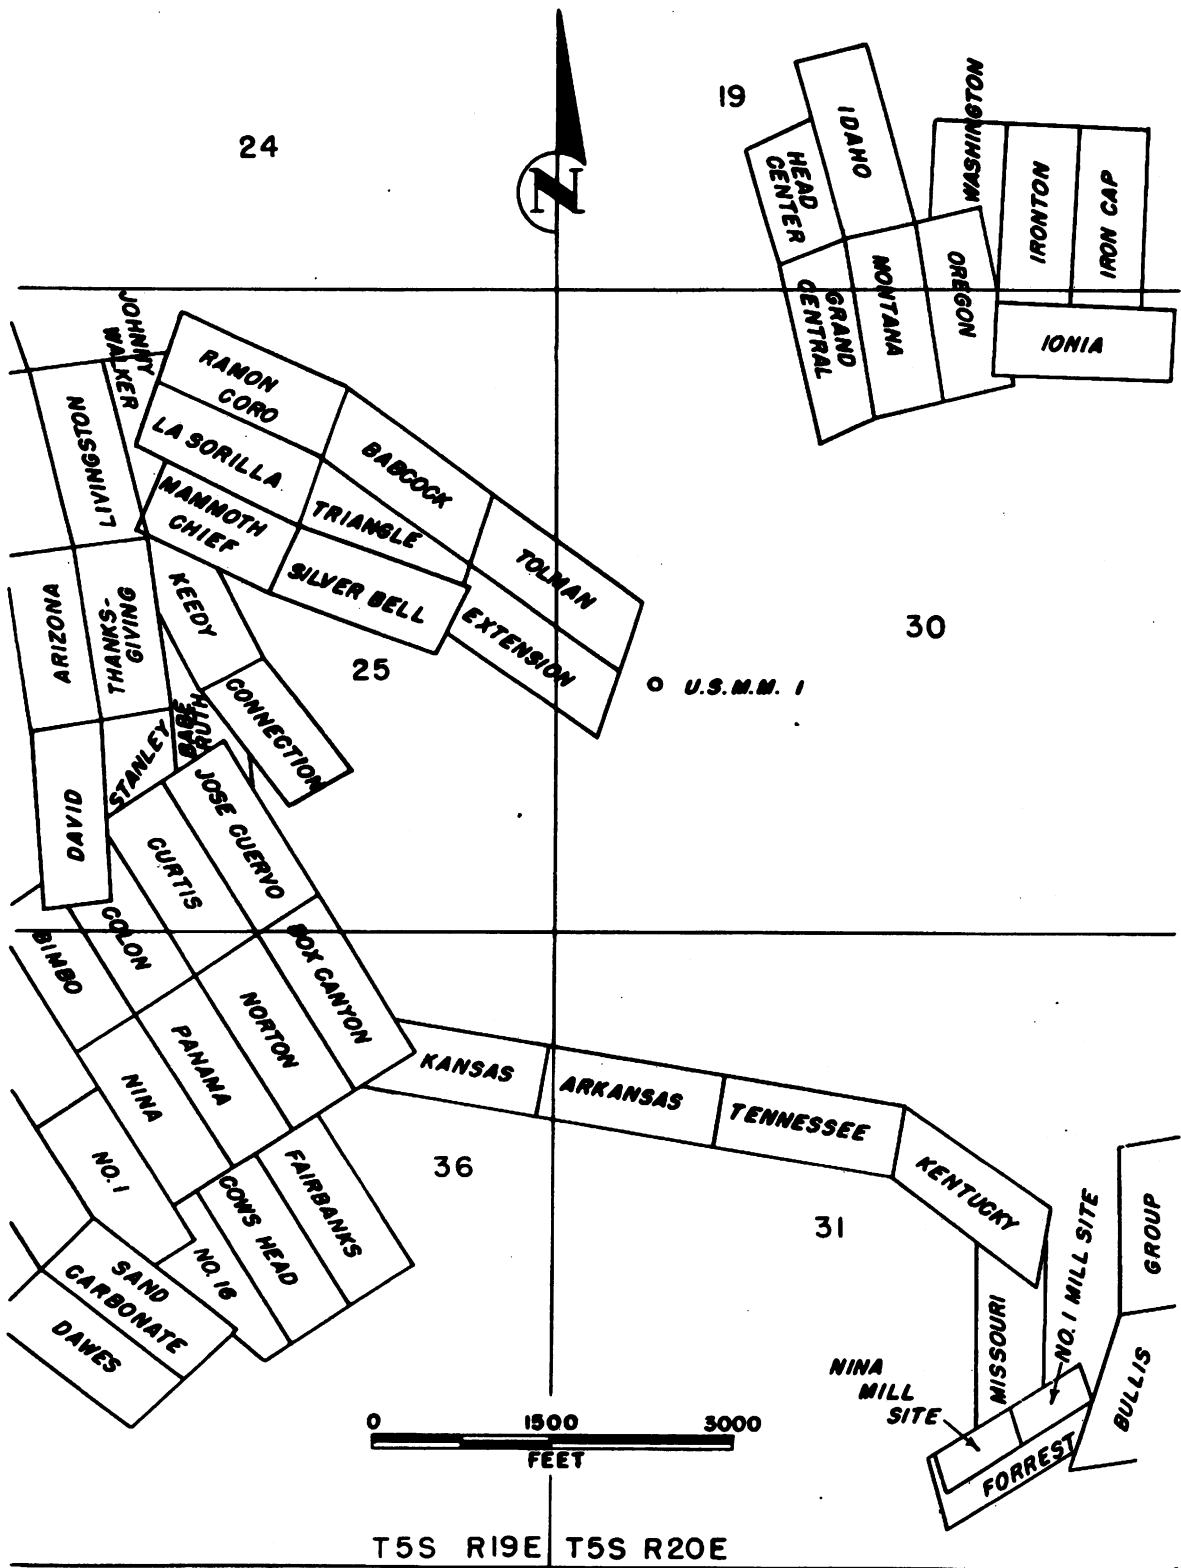 24
19
N
IDAHO
HEAD
CENTER
WASHINGTON
IRONTON
IRON CAP
GRAND
CENTRAL
MONTANA
OREGON
IONIA
JOHNNY
WALKER
RAMON
CORO
LIVINGSTON
LA SORILLA
BABCOCK
MAMMOTH
CHIEF
TRIANGLE
TOLMAN
SILVER BELL
EXTENSION
ARIZONA
THANKS-
GIVING
KEEDY
25
30
U.S.M.M. 1
CONNECTION
BABE
RUTH
STANLEY
DAVID
JOSE CUERVO
CURTIS
COLON
BIMBO
BOX CANYON
NORTON
PANAMA
NINA
KANSAS
ARKANSAS
TENNESSEE
KENTUCKY
NO. 1
36
31
FAIRBANKS
COWS HEAD
NO. 16
SAND
CARBONATE
DAWES
NO. 1 MILL SITE
GROUP
MISSOURI
NINA
MILL
SITE
BULLIS
FORREST
0 1500 3000
FEET
T5S R19E T5S R20E